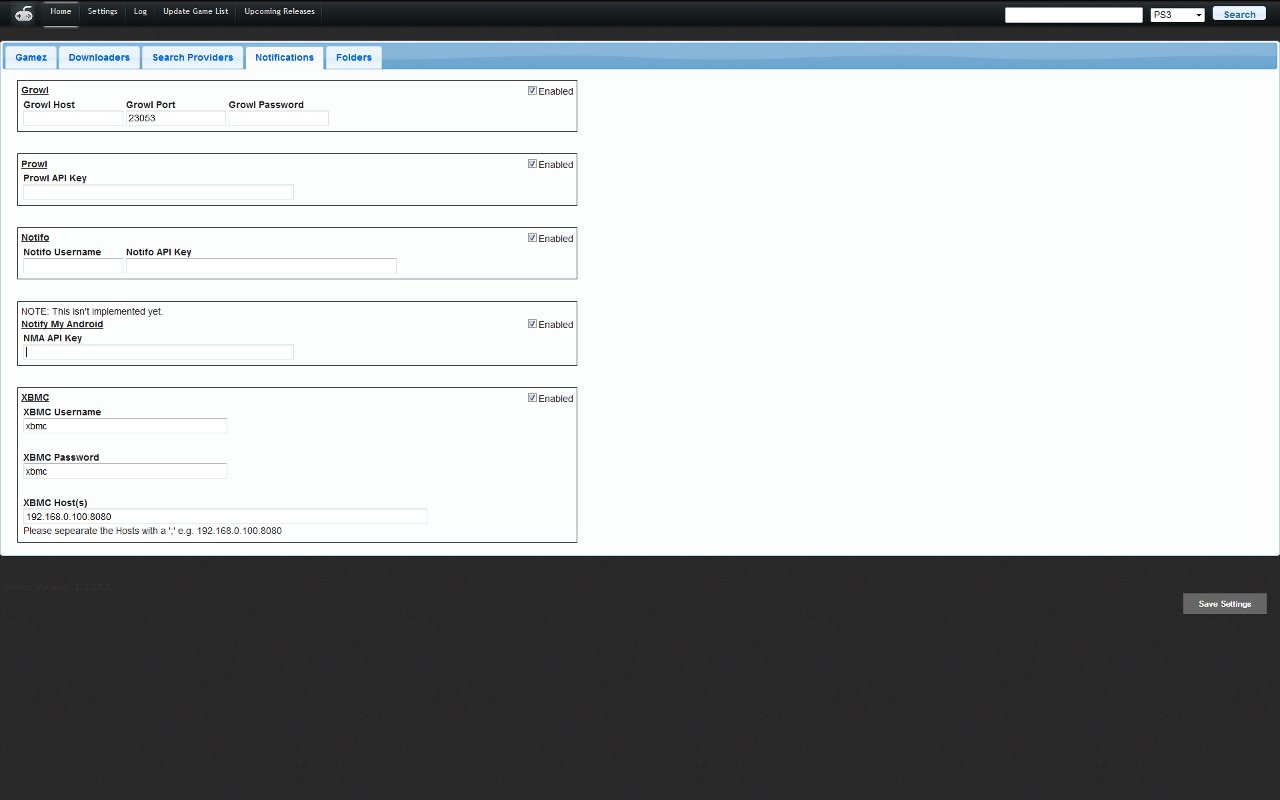 Home Settings Log Update Game List Upcoming Releases PS3 Search
Gamez Downloaders Search Providers Notifications Folders
Growl Enabled
Growl Host Growl Port Growl Password
23053
Prowl Enabled
Prowl API Key
Notifo Enabled
Notifo Username Notifo API Key
NOTE: This isn't implemented yet.
Notify My Android Enabled
NMA API Key
XBMC Enabled
XBMC Username
xbmc
XBMC Password
xbmc
XBMC Host(s)
192.168.0.100:8080
Please sepearate the Hosts with a ';' e.g. 192.168.0.100:8080
Gamez Version:
Save Settings